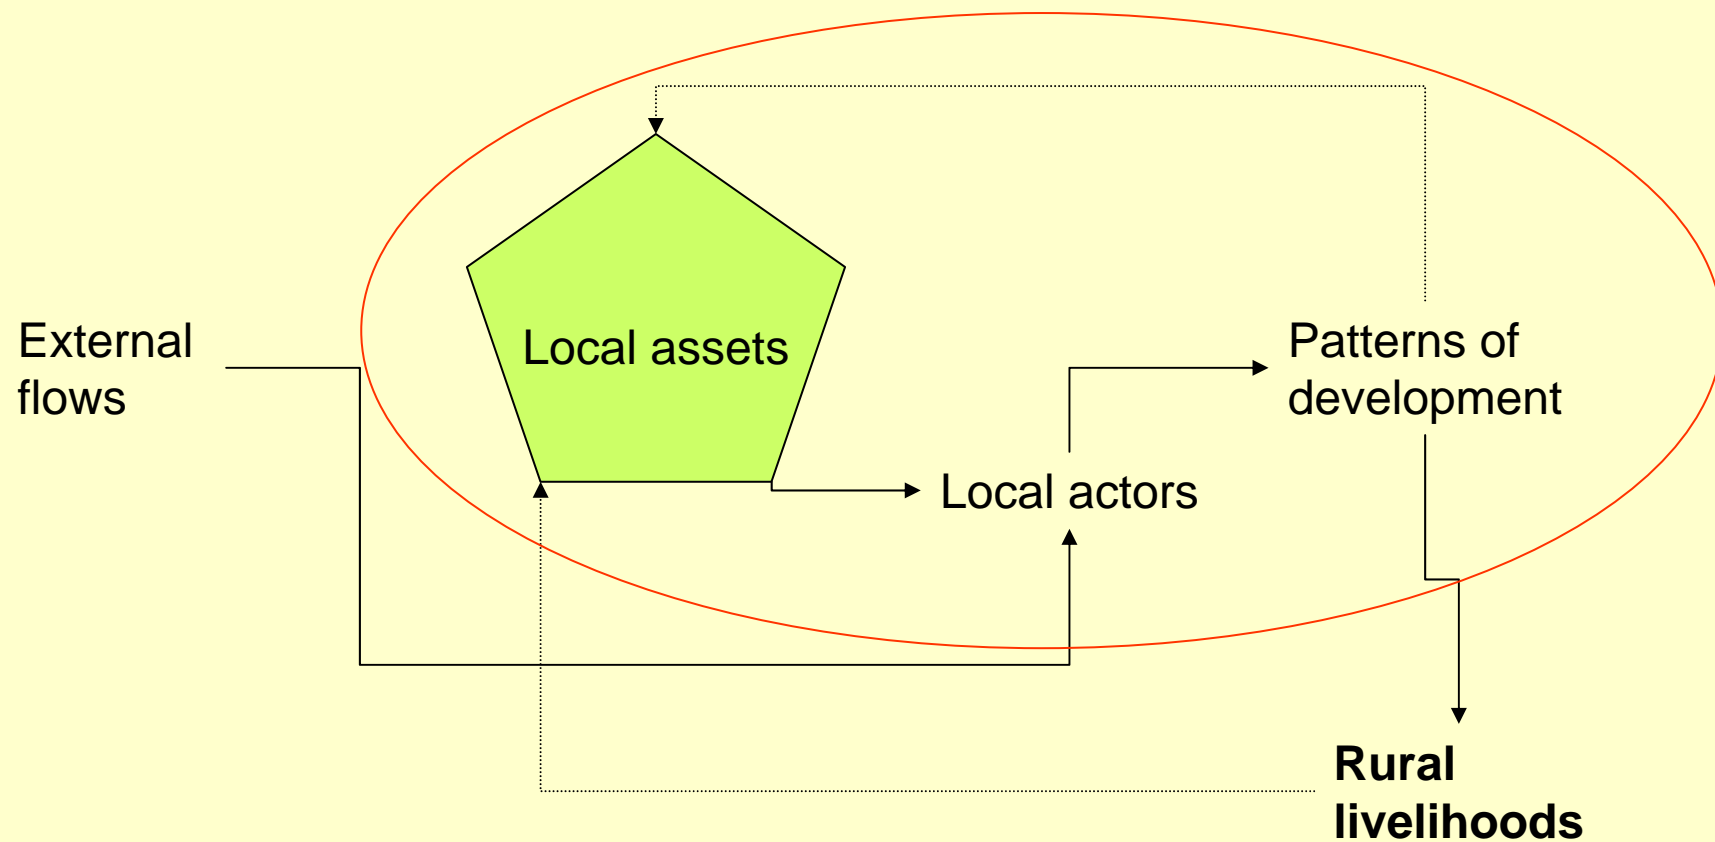 External
flows
Local assets
Local actors
Patterns of
development
Rural
livelihoods